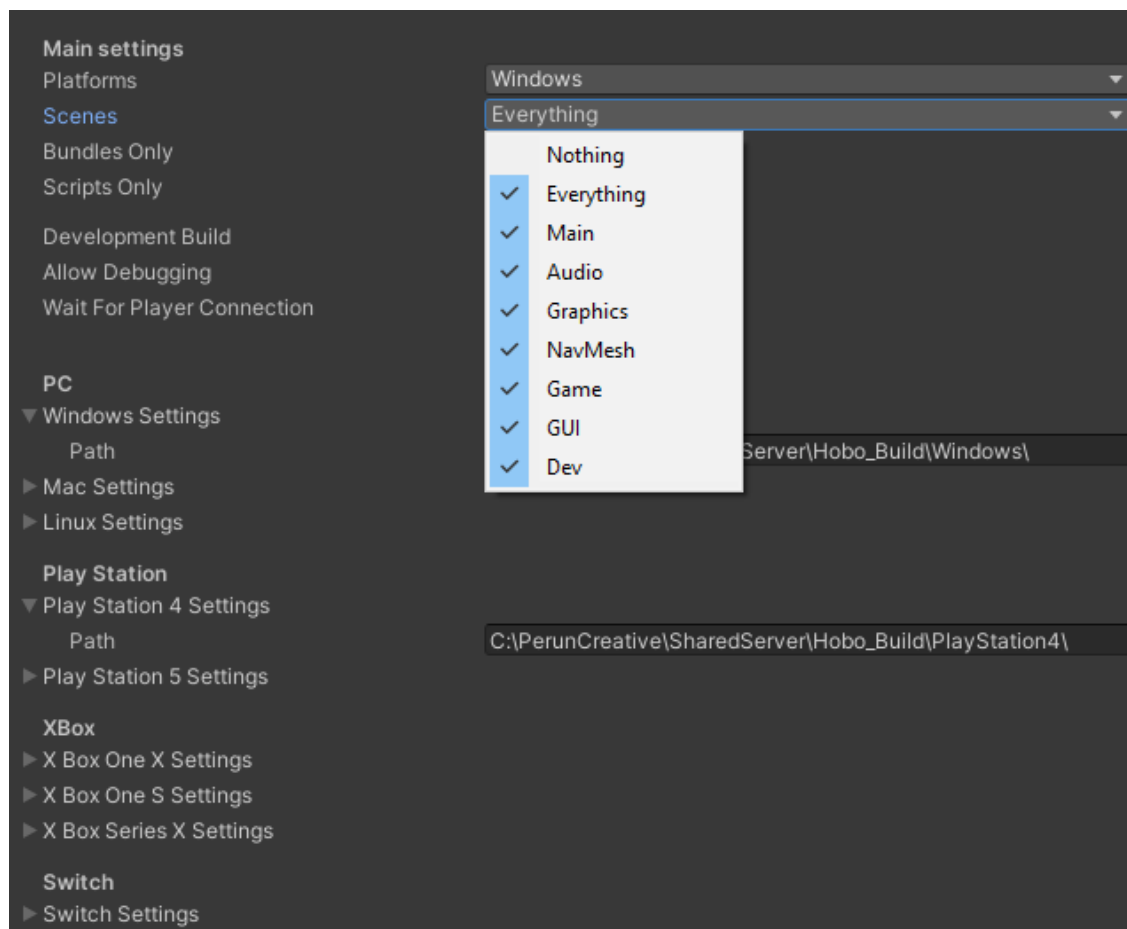 Main settings
Platforms Windows
Scenes Everything
Bundles Only
Scripts Only
Development Build
Allow Debugging
Wait For Player Connection
Nothing
Everything
Main
Audio
Graphics
NavMesh
Game
GUI
Dev
PC
Windows Settings
Path Server\Hobo_Build\Windows\
Mac Settings
Linux Settings
Play Station
Play Station 4 Settings
Path C:\PerunCreative\SharedServer\Hobo_Build\PlayStation4\
Play Station 5 Settings
XBox
X Box One X Settings
X Box One S Settings
X Box Series X Settings
Switch
Switch Settings